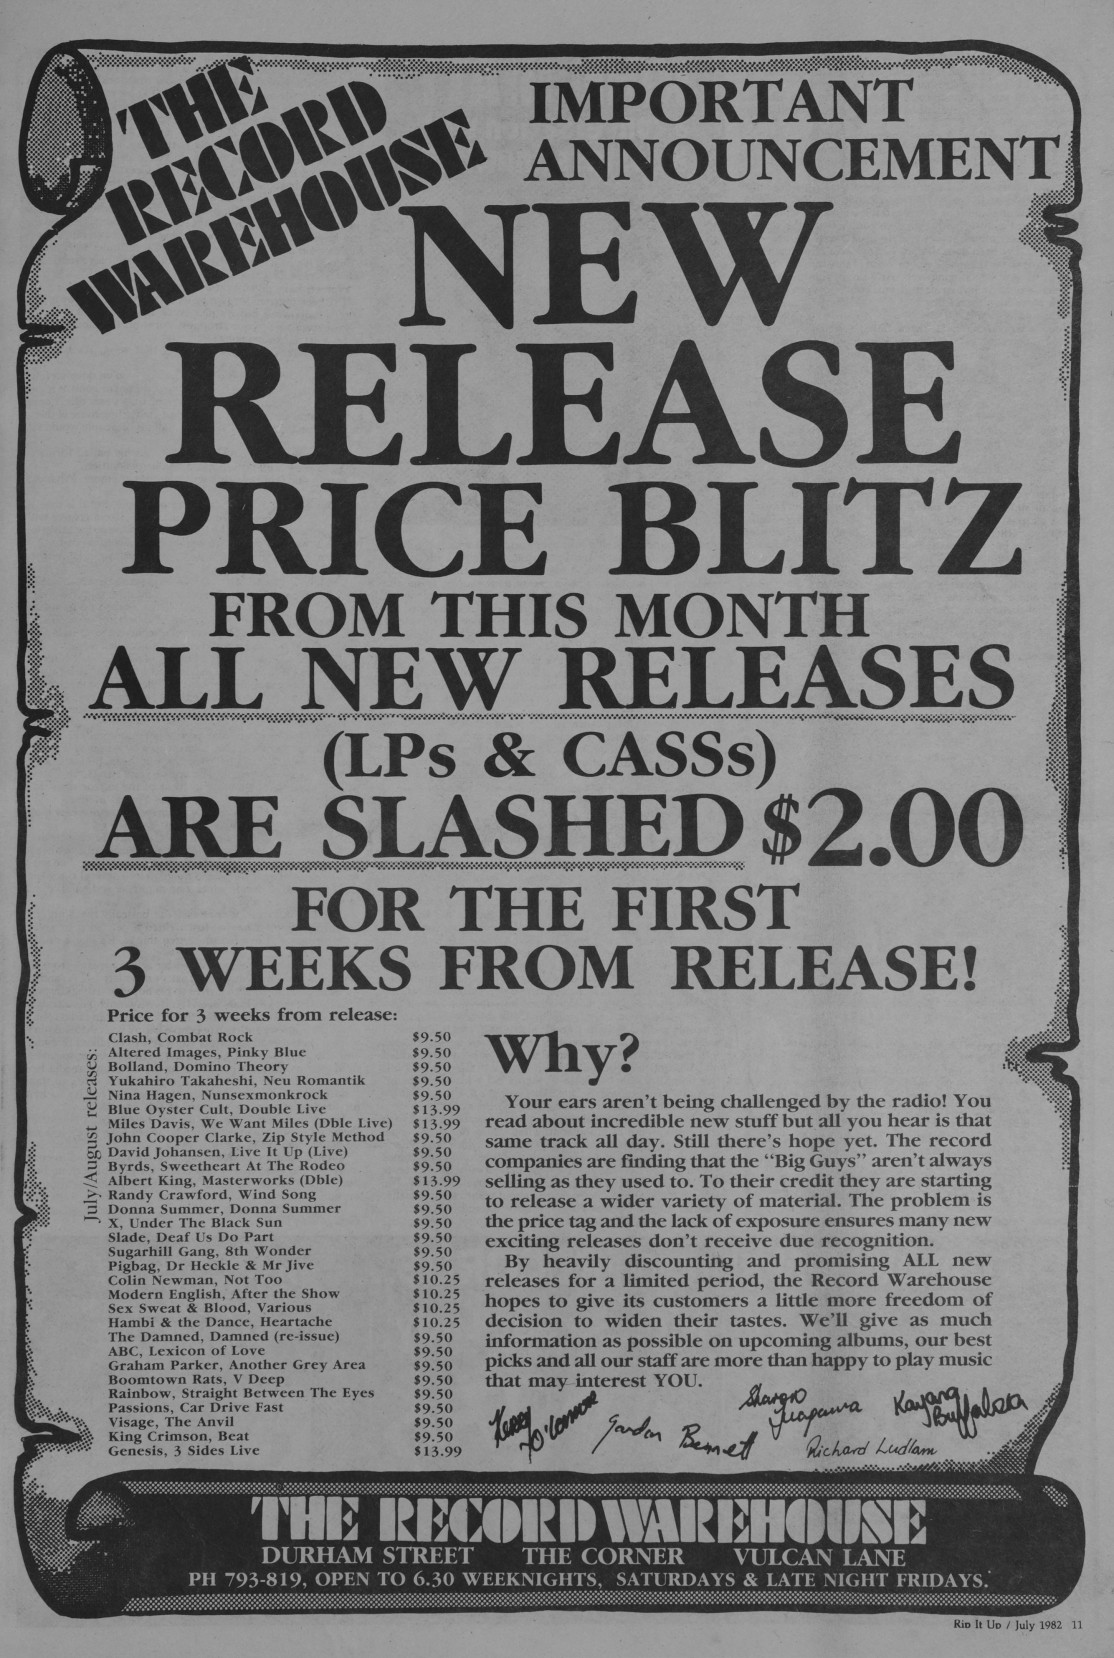 THE
RECORD
WAREHOUSE
IMPORTANT
ANNOUNCEMENT
NEW
RELEASE
PRICE BLITZ
FROM THIS MONTH
ALL NEW RELEASES
(LPs & CASSs)
ARE SLASHED $2.00
FOR THE FIRST
3 WEEKS FROM RELEASE!
Price for 3 weeks from release:
July/August releases:
Clash, Combat Rock $9.50
Altered Images, Pinky Blue $9.50
Bolland, Domino Theory $9.50
Yukahiro Takaheshi, Neu Romantik $9.50
Nina Hagen, Nunsexmonkrock $9.50
Blue Oyster Cult, Double Live $13.99
Miles Davis, We Want Miles (Dble Live) $13.99
John Cooper Clarke, Zip Style Method $9.50
David Johansen, Live It Up (Live) $9.50
Byrds, Sweetheart At The Rodeo $9.50
Albert King, Masterworks (Dble) $13.99
Randy Crawford, Wind Song $9.50
Donna Summer, Donna Summer $9.50
X, Under The Black Sun $9.50
Slade, Deaf Us Do Part $9.50
Sugarhill Gang, 8th Wonder $9.50
Pigbag, Dr Heckle & Mr Jive $9.50
Colin Newman, Not Too $10.25
Modern English, After the Show $10.25
Sex Sweat & Blood, Various $10.25
Hambi & the Dance, Heartache $10.25
The Damned, Damned (re-issue) $9.50
ABC, Lexicon of Love $9.50
Graham Parker, Another Grey Area $9.50
Boomtown Rats, V Deep $9.50
Rainbow, Straight Between The Eyes $9.50
Passions, Car Drive Fast $9.50
Visage, The Anvil $9.50
King Crimson, Beat $9.50
Genesis, 3 Sides Live $13.99
Why?
Your ears aren't being challenged by the radio! You
read about incredible new stuff but all you hear is that
same track all day. Still there's hope yet. The record
companies are finding that the "Big Guys" aren't always
selling as they used to. To their credit they are starting
to release a wider variety of material. The problem is
the price tag and the lack of exposure ensures many new
exciting releases don't receive due recognition.
By heavily discounting and promising ALL new
releases for a limited period, the Record Warehouse
hopes to give its customers a little more freedom of
decision to widen their tastes. We'll give as much
information as possible on upcoming albums, our best
picks and all our staff are more than happy to play music
that may interest YOU.
Kerry O'Connor
Gordon Bennett
Sharon
Richard Ludlam
THE RECORD WAREHOUSE
DURHAM STREET THE CORNER VULCAN LANE
PH 793-819, OPEN TO 6.30 WEEKNIGHTS, SATURDAYS & LATE NIGHT FRIDAYS.
Rip It Up / July 1982 11